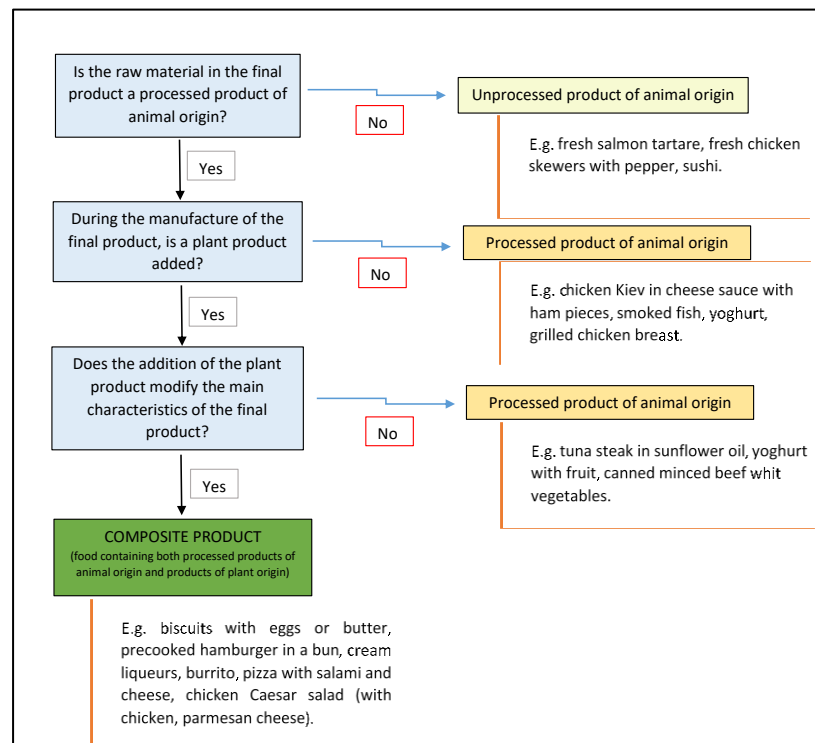 Is the raw material in the final
product a processed product of
animal origin?
No
Unprocessed product of animal origin
E.g. fresh salmon tartare, fresh chicken
skewers with pepper, sushi.
Yes
During the manufacture of the
final product, is a plant product
added?
No
Processed product of animal origin
E.g. chicken Kiev in cheese sauce with
ham pieces, smoked fish, yoghurt,
grilled chicken breast.
Yes
Does the addition of the plant
product modify the main
characteristics of the final
product?
No
Processed product of animal origin
E.g. tuna steak in sunflower oil, yoghurt
with fruit, canned minced beef whit
vegetables.
Yes
COMPOSITE PRODUCT
(food containing both processed products of
animal origin and products of plant origin)
E.g. biscuits with eggs or butter,
precooked hamburger in a bun, cream
liqueurs, burrito, pizza with salami and
cheese, chicken Caesar salad (with
chicken, parmesan cheese).